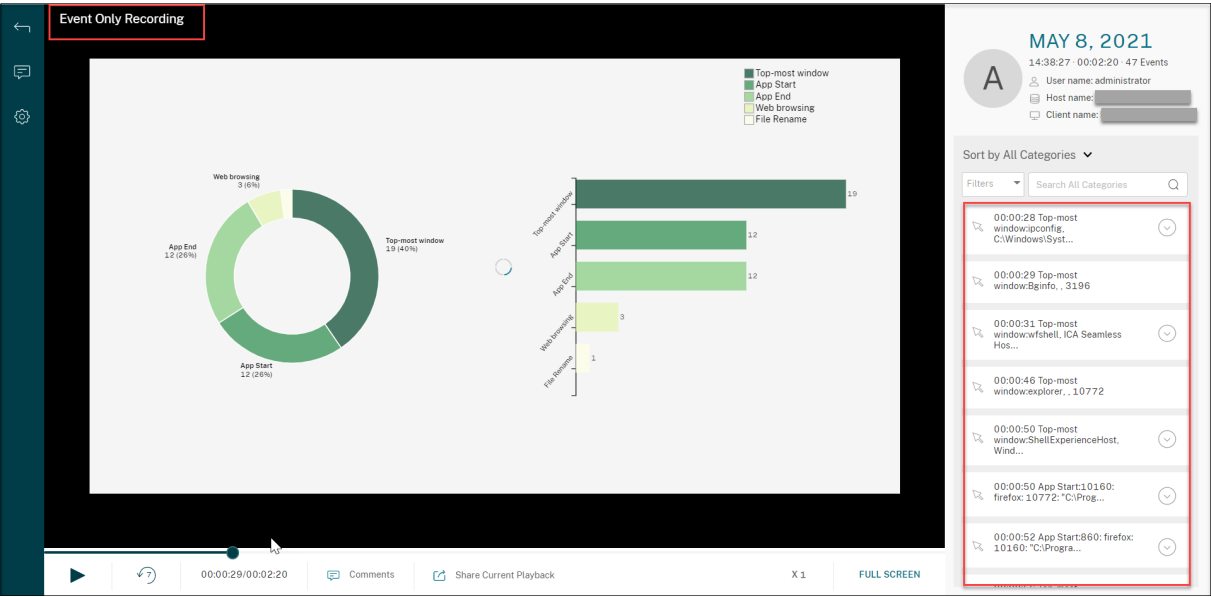 Event Only Recording
Top-most window
App Start
App End
Web browsing
File Rename
Web browsing
3 (6%)
App End
12 (26%)
Top-most window
19 (40%)
App Start
12 (26%)
Top-most window
19
App Start
12
App End
12
Web browsing
3
File Rename
1
7
00:00:29/00:02:20
Comments
Share Current Playback
X 1
FULL SCREEN
A
MAY 8, 2021
14:38:27 · 00:02:20 · 47 Events
User name: administrator
Host name:
Client name:
Sort by All Categories
Filters
Search All Categories
00:00:28 Top-most
window:ipconfig,
C:\Windows\Syst...
00:00:29 Top-most
window:Bginfo, , 3196
00:00:31 Top-most
window:wfshell, ICA Seamless
Hos...
00:00:46 Top-most
window:explorer, , 10772
00:00:50 Top-most
window:ShellExperienceHost,
Wind...
00:00:50 App Start:10160:
firefox: 10772: "C:\Prog...
00:00:52 App Start:860: firefox:
10160: "C:\Progra...